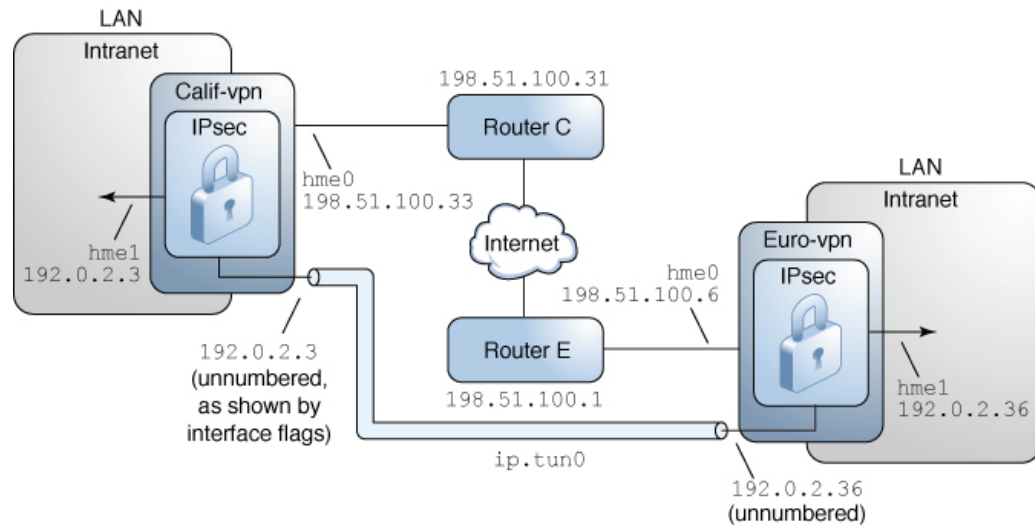 LAN
Intranet
Calif-vpn
IPsec
hme1
192.0.2.3
hme0
198.51.100.33
198.51.100.31
Router C
Internet
Router E
198.51.100.1
192.0.2.3
(unnumbered,
as shown by
interface flags)
ip.tun0
LAN
Intranet
Euro-vpn
IPsec
hme0
198.51.100.6
hme1
192.0.2.36
192.0.2.36
(unnumbered)